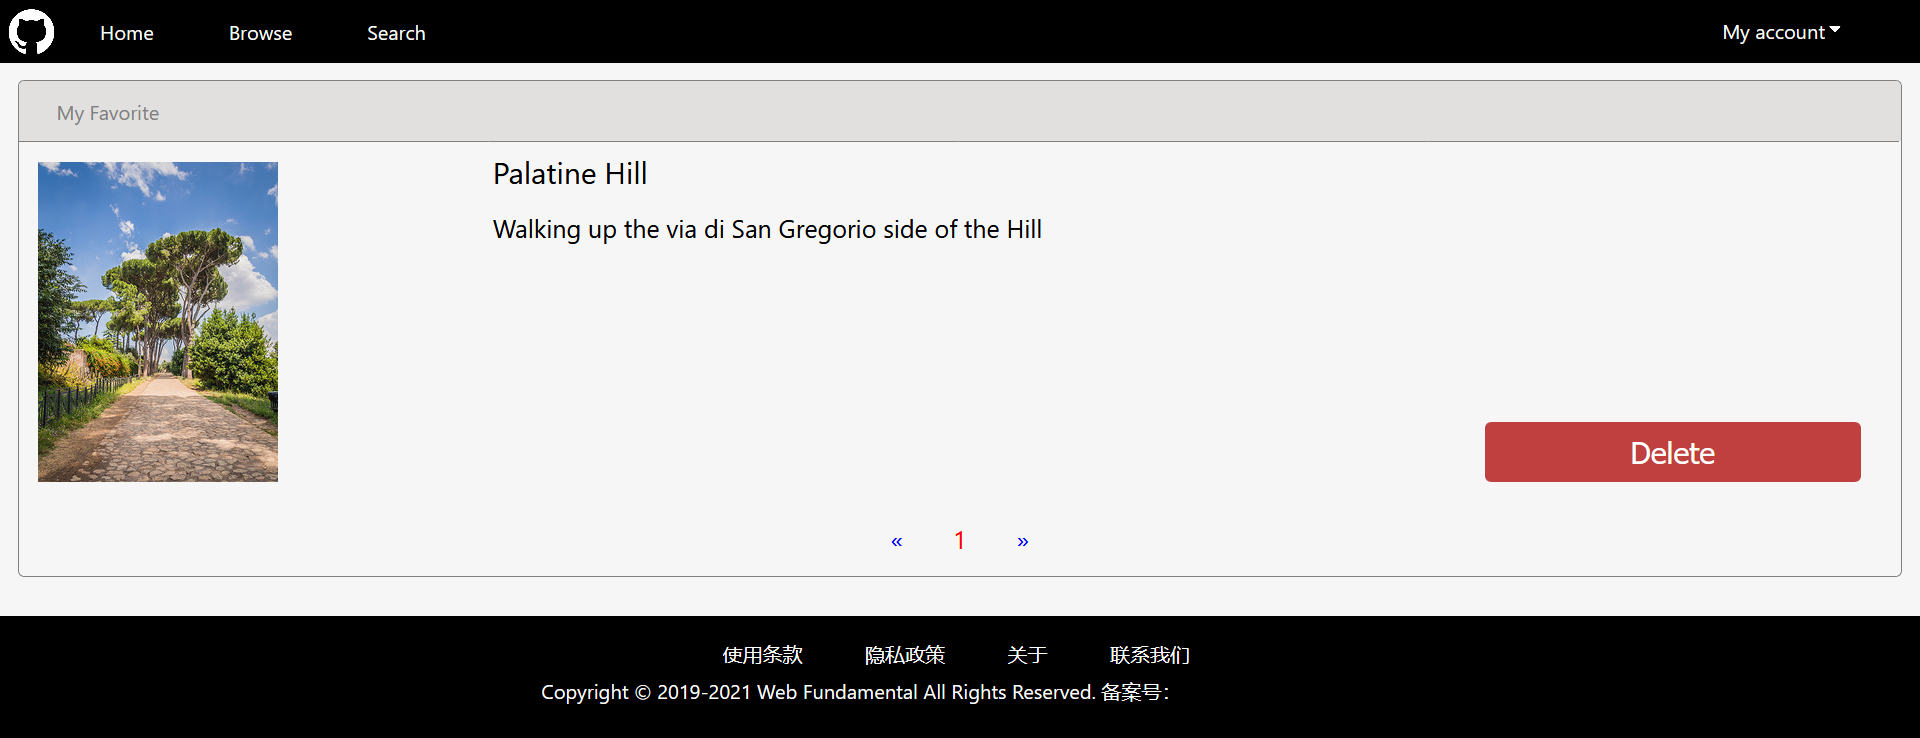 Home Browse Search My account
My Favorite
Palatine Hill
Walking up the via di San Gregorio side of the Hill
Delete
« 1 »
使用条款 隐私政策 关于 联系我们
Copyright © 2019-2021 Web Fundamental All Rights Reserved. 备案号：